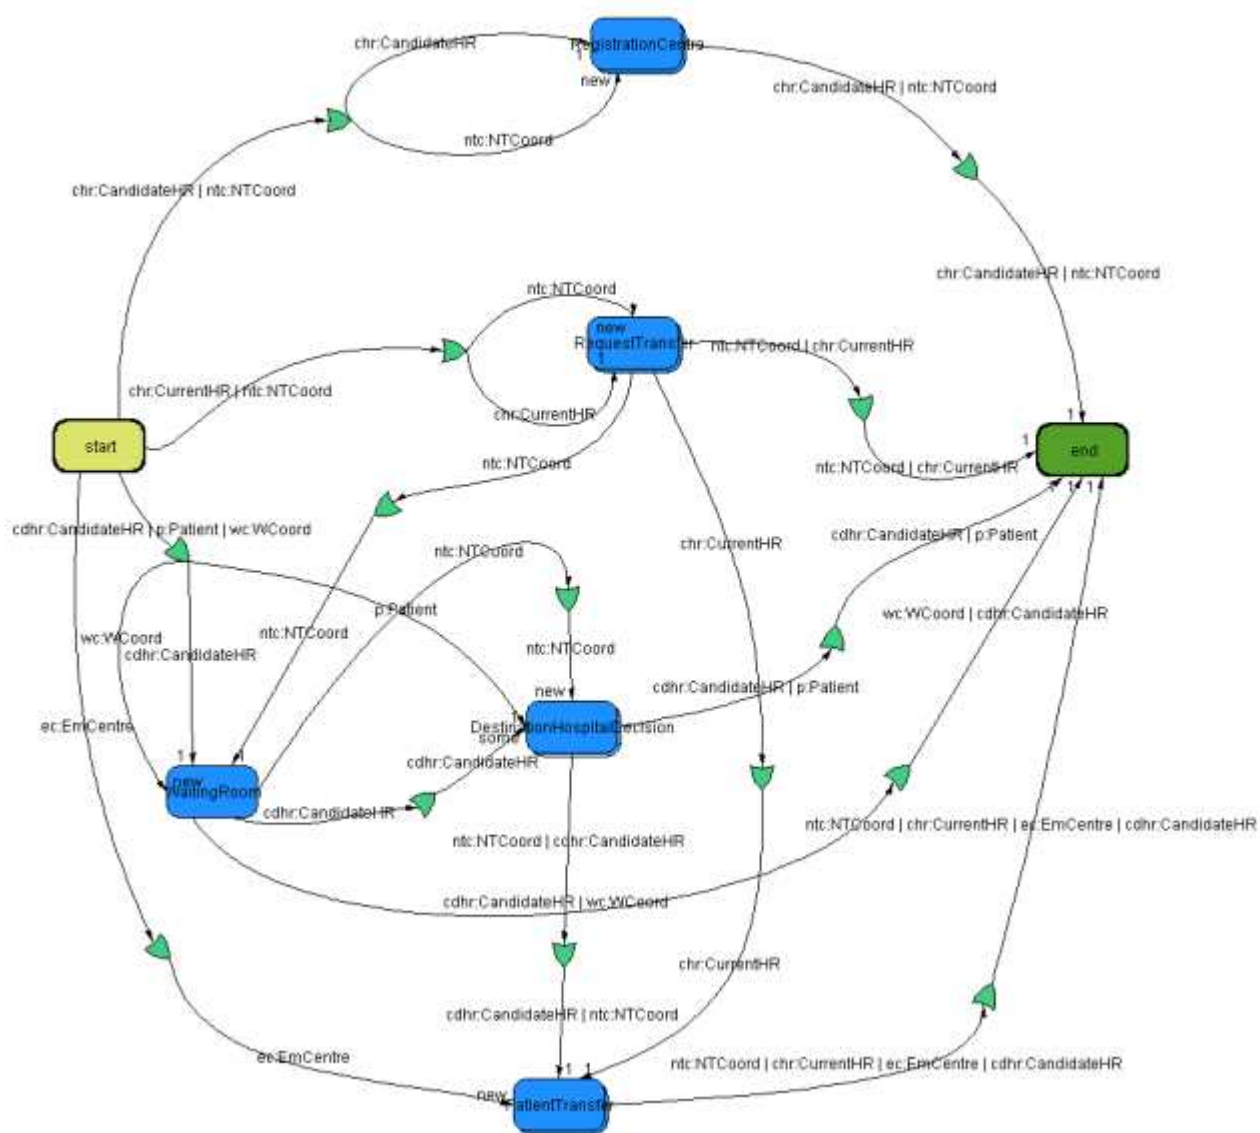 chr:CandidateHR
RegistrationCentre
1
new
chr:CandidateHR | ntc:NTCoord
ntc:NTCoord
chr:CandidateHR | ntc:NTCoord
chr:CandidateHR | ntc:NTCoord
ntc:NTCoord
new
RequestTransfer
1
ntc:NTCoord | chr:CurrentHR
chr:CurrentHR | ntc:NTCoord
chr:CurrentHR
1
1
start
end
ntc:NTCoord
ntc:NTCoord | chr:CurrentHR
1
1
1
cdhr:CandidateHR | p:Patient | wc:WCoord
cdhr:CandidateHR | p:Patient
chr:CurrentHR
ntc:NTCoord
p:Patient
wc:WCoord | cdhr:CandidateHR
ntc:NTCoord
wc:WCoord
cdhr:CandidateHR
ntc:NTCoord
cdhr:CandidateHR | p:Patient
new
1
ec:EmCentre
DestinationHospitalDecision
some
1
1
cdhr:CandidateHR
new
WaitingRoom
cdhr:CandidateHR
ntc:NTCoord | chr:CurrentHR | ec:EmCentre | cdhr:CandidateHR
ntc:NTCoord | cdhr:CandidateHR
cdhr:CandidateHR | wc:WCoord
chr:CurrentHR
cdhr:CandidateHR | ntc:NTCoord
ec:EmCentre
ntc:NTCoord | chr:CurrentHR | ec:EmCentre | cdhr:CandidateHR
1
1
new
PatientTransfer